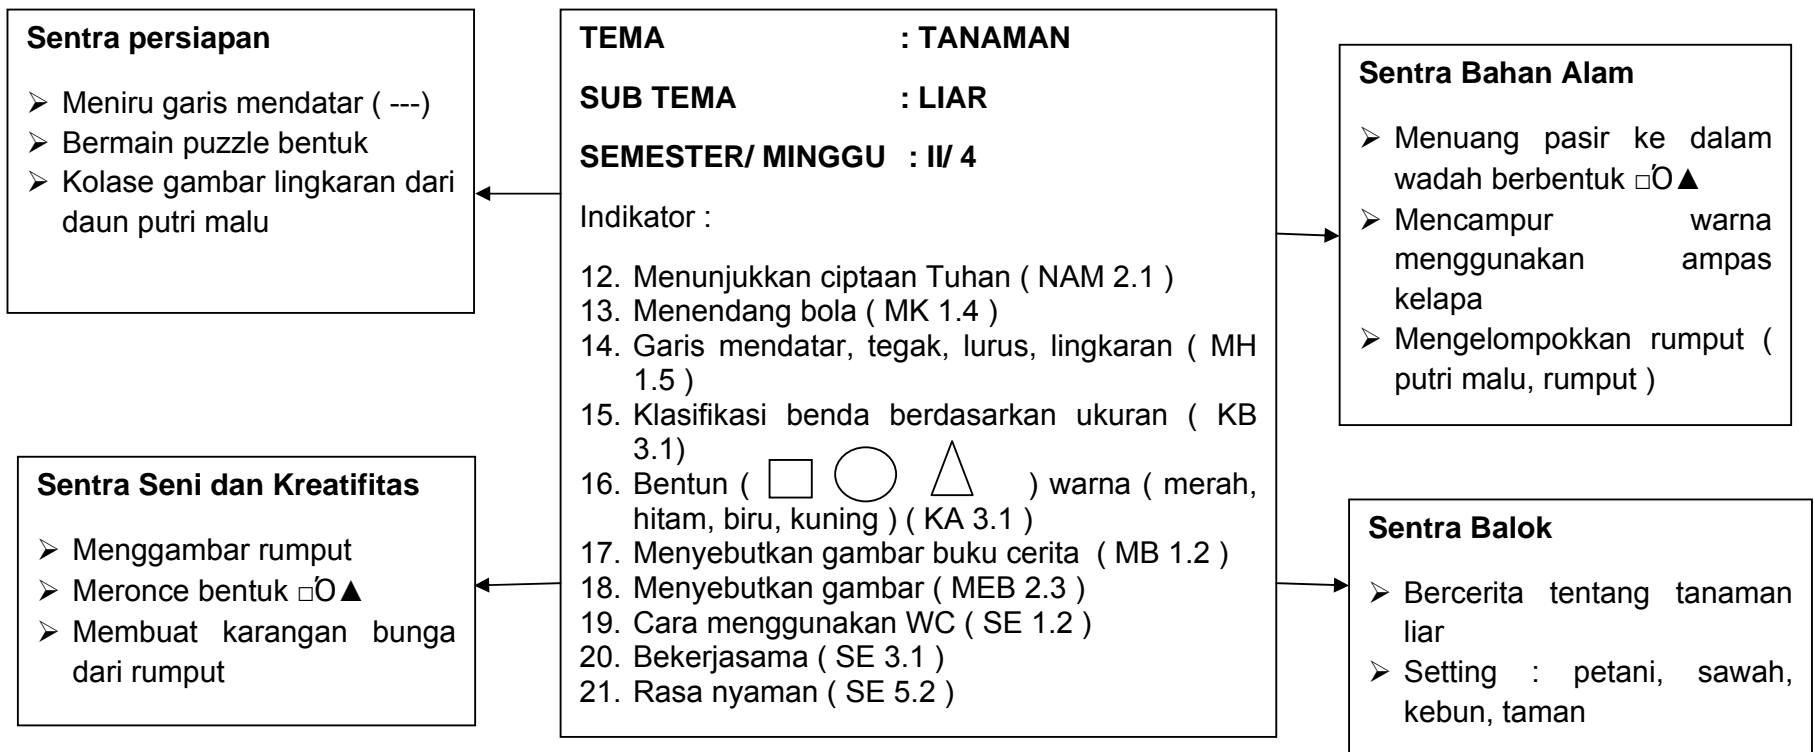 Sentra persiapan
➢ Meniru garis mendatar ( ---)
➢ Bermain puzzle bentuk
➢ Kolase gambar lingkaran dari
daun putri malu
TEMA : TANAMAN
SUB TEMA : LIAR
SEMESTER/ MINGGU : II/ 4
Indikator :
12. Menunjukkan ciptaan Tuhan ( NAM 2.1 )
13. Menendang bola ( MK 1.4 )
14. Garis mendatar, tegak, lurus, lingkaran ( MH
1.5 )
15. Klasifikasi benda berdasarkan ukuran ( KB
3.1)
16. Bentun ( ) warna ( merah,
hitam, biru, kuning ) ( KA 3.1 )
17. Menyebutkan gambar buku cerita ( MB 1.2 )
18. Menyebutkan gambar ( MEB 2.3 )
19. Cara menggunakan WC ( SE 1.2 )
20. Bekerjasama ( SE 3.1 )
21. Rasa nyaman ( SE 5.2 )
Sentra Bahan Alam
➢ Menuang pasir ke dalam
wadah berbentuk □Ό▲
➢ Mencampur warna
menggunakan ampas
kelapa
➢ Mengelompokkan rumput (
putri malu, rumput )
Sentra Seni dan Kreatifitas
➢ Menggambar rumput
➢ Meronce bentuk □Ό▲
➢ Membuat karangan bunga
dari rumput
Sentra Balok
➢ Bercerita tentang tanaman
liar
➢ Setting : petani, sawah,
kebun, taman